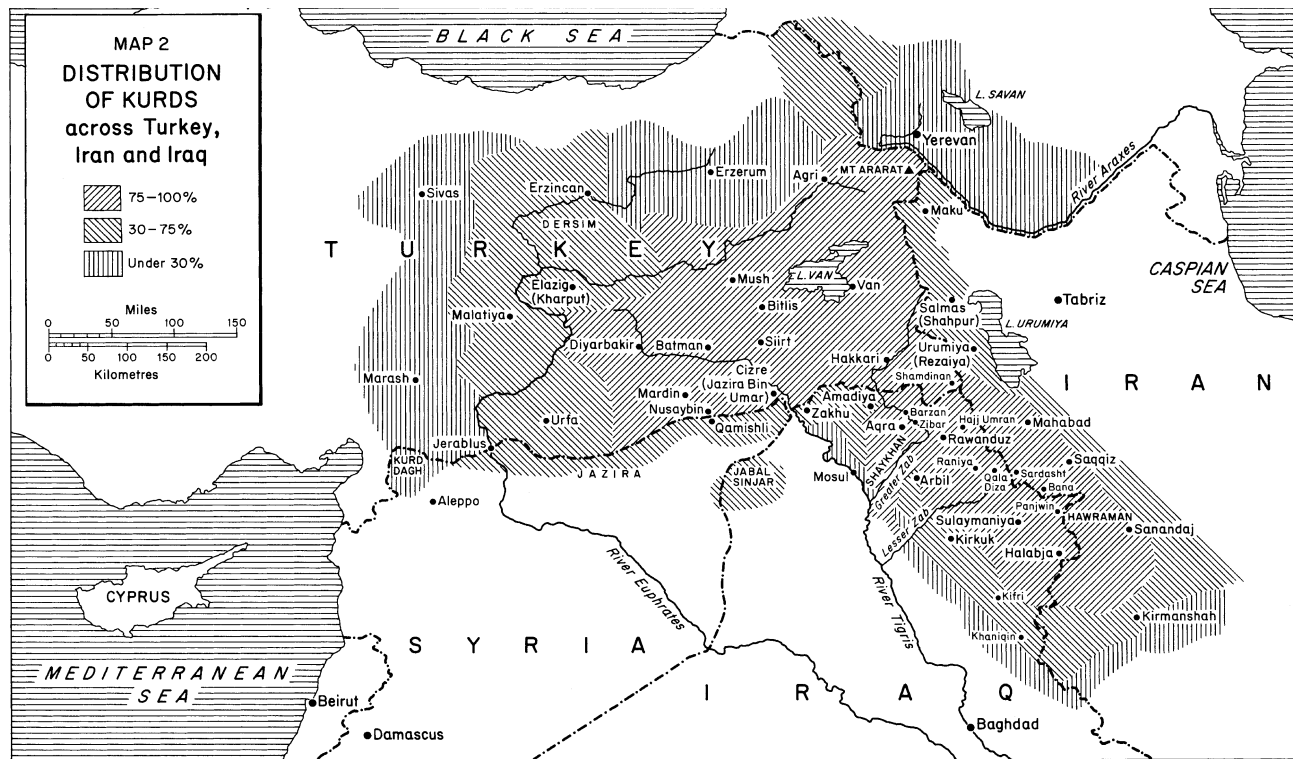 MAP 2
DISTRIBUTION
OF KURDS
across Turkey,
Iran and Iraq
75–100%
30–75%
Under 30%
Miles
0 50 100 150
0 50 100 150 200
Kilometres
BLACK SEA
L. SAVAN
Yerevan
River Araxes
MT ARARAT
Agri
Erzerum
Erzincan
Sivas
Maku
DERSIM
TURKEY
CASPIAN
SEA
Mush
L. VAN
Van
Elazig
(Kharput)
Bitlis
Tabriz
Salmas
(Shahpur)
L. URUMIYA
Malatiya
Diyarbakir
Batman
Siirt
Urumiya
(Rezaiya)
Hakkari
Shamdinan
IRAN
Marash
Cizre
(Jazira Bin
Umar)
Mardin
Nusaybin
Amadiya
Zakhu
Barzan
Zibar
Hajj Umran
Mahabad
Urfa
Qamishli
Aqra
Rawanduz
Jerablus
KURD
DAGH
JAZIRA
JABAL
SINJAR
Mosul
SHAYKHAN
Greater Zab
Raniya
Arbil
Qala
Diza
Sardasht
Saqqiz
Bana
Aleppo
Panjwin
HAWRAMAN
Lesser Zab
Sulaymaniya
Kirkuk
Sanandaj
Halabja
River Euphrates
River Tigris
CYPRUS
Kifri
Kirmanshah
Khaniqin
SYRIA
MEDITERRANEAN
SEA
IRAQ
Beirut
Damascus
Baghdad